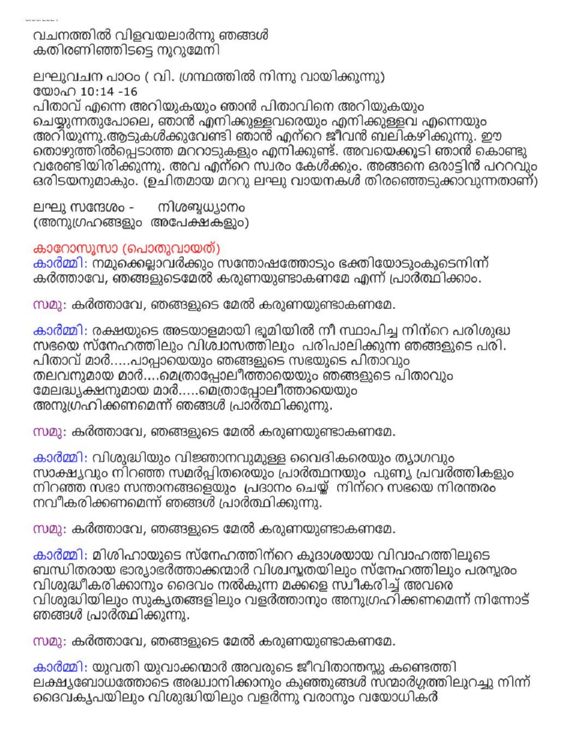 വചനത്തിൽ വിളവയലാർന്നു ഞങ്ങൾ
കതിരണിഞ്ഞിടട്ടെ നൂറുമേനി
ലഘുവചന പാഠം ( വി. ഗ്രന്ഥത്തിൽ നിന്നു വായിക്കുന്നു)
യോഹ 10:14 -16
പിതാവ് എന്നെ അറിയുകയും ഞാൻ പിതാവിനെ അറിയുകയും
ചെയ്യുന്നതുപോലെ, ഞാൻ എനിക്കുള്ളവരെയും എനിക്കുള്ളവ എന്നെയും
അറിയുന്നു.ആടുകൾക്കുവേണ്ടി ഞാൻ എന്റെ ജീവൻ ബലികഴിക്കുന്നു. ഈ
തൊഴുത്തിൽപ്പെടാത്ത മററാടുകളും എനിക്കുണ്ട്. അവയെക്കൂടി ഞാൻ കൊണ്ടു
വരേണ്ടിയിരിക്കുന്നു. അവ എന്റെ സ്വരം കേൾക്കും. അങ്ങനെ ഒരാട്ടിൻ പററവും
ഒരിടയനുമാകും. (ഉചിതമായ മററു ലഘു വായനകൾ തിരഞ്ഞെടുക്കാവുന്നതാണ്)
ലഘു സന്ദേശം - നിശബ്ധധ്യാനം
(അനുഗ്രഹങ്ങളും അപേക്ഷകളും)
കാറോസൂസാ (പൊതുവായത്)
കാർമ്മി: നമുക്കെല്ലാവർക്കും സന്തോഷത്തോടും ഭക്തിയോടുംകൂടെനിന്ന്
കർത്താവേ, ഞങ്ങളുടെമേൽ കരുണയുണ്ടാകണമേ എന്ന് പ്രാർത്ഥിക്കാം.
സമൂ: കർത്താവേ, ഞങ്ങളുടെ മേൽ കരുണയുണ്ടാകണമേ.
കാർമ്മി: രക്ഷയുടെ അടയാളമായി ഭൂമിയിൽ നീ സ്ഥാപിച്ച നിന്റെ പരിശുദ്ധ
സഭയെ സ്നേഹത്തിലും വിശ്വാസത്തിലും പരിപാലിക്കുന്ന ഞങ്ങളുടെ പരി.
പിതാവ് മാർ.....പാപ്പായെയും ഞങ്ങളുടെ സഭയുടെ പിതാവും
തലവനുമായ മാർ....മെത്രാപ്പോലീത്തായെയും ഞങ്ങളുടെ പിതാവും
മേലദ്ധ്യക്ഷനുമായ മാർ.....മെത്രാപ്പോലീത്തായെയും
അനുഗ്രഹിക്കണമെന്ന് ഞങ്ങൾ പ്രാർത്ഥിക്കുന്നു.
സമൂ: കർത്താവേ, ഞങ്ങളുടെ മേൽ കരുണയുണ്ടാകണമേ.
കാർമ്മി: വിശുദ്ധിയും വിജ്ഞാനവുമുള്ള വൈദികരെയും ത്യാഗവും
സാക്ഷ്യവും നിറഞ്ഞ സമർപ്പിതരെയും പ്രാർത്ഥനയും പുണ്യ പ്രവർത്തികളും
നിറഞ്ഞ സഭാ സന്താനങ്ങളെയും പ്രദാനം ചെയ്ത് നിന്റെ സഭയെ നിരന്തരം
നവീകരിക്കണമെന്ന് ഞങ്ങൾ പ്രാർത്ഥിക്കുന്നു.
സമൂ: കർത്താവേ, ഞങ്ങളുടെ മേൽ കരുണയുണ്ടാകണമേ.
കാർമ്മി: മിശിഹായുടെ സ്നേഹത്തിന്റെ കൂദാശയായ വിവാഹത്തിലൂടെ
ബന്ധിതരായ ഭാര്യാഭർത്താക്കന്മാർ വിശ്വസ്തതയിലും സ്നേഹത്തിലും പരസ്പരം
വിശുദ്ധീകരിക്കാനും ദൈവം നൽകുന്ന മക്കളെ സ്വീകരിച്ച് അവരെ
വിശുദ്ധിയിലും സുകൃതങ്ങളിലും വളർത്താനും അനുഗ്രഹിക്കണമെന്ന് നിന്നോട്
ഞങ്ങൾ പ്രാർത്ഥിക്കുന്നു.
സമൂ: കർത്താവേ, ഞങ്ങളുടെ മേൽ കരുണയുണ്ടാകണമേ.
കാർമ്മി: യുവതി യുവാക്കന്മാർ അവരുടെ ജീവിതാന്തസ്സു കണ്ടെത്തി
ലക്ഷ്യബോധത്തോടെ അദ്ധ്വാനിക്കാനും കുഞ്ഞുങ്ങൾ സന്മാർഗ്ഗത്തിലുറച്ചു നിന്ന്
ദൈവകൃപയിലും വിശുദ്ധിയിലും വളർന്നു വരാനും വയോധികർ